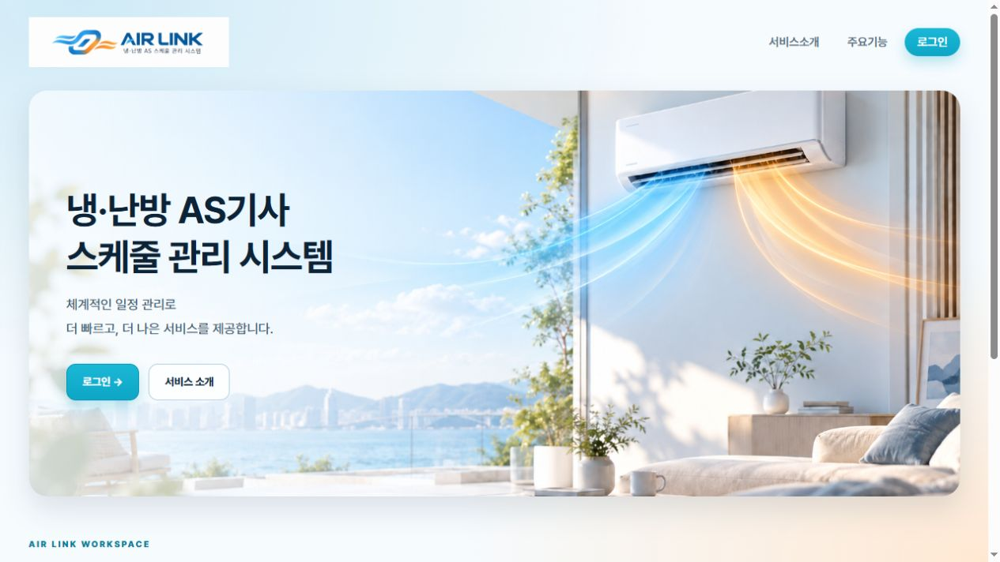 AIR LINK
냉·난방 AS 스케줄 관리 시스템
서비스소개
주요기능
로그인
냉·난방 AS기사
스케줄 관리 시스템
체계적인 일정 관리로
더 빠르고, 더 나은 서비스를 제공합니다.
로그인 →
서비스 소개
AIR LINK WORKSPACE